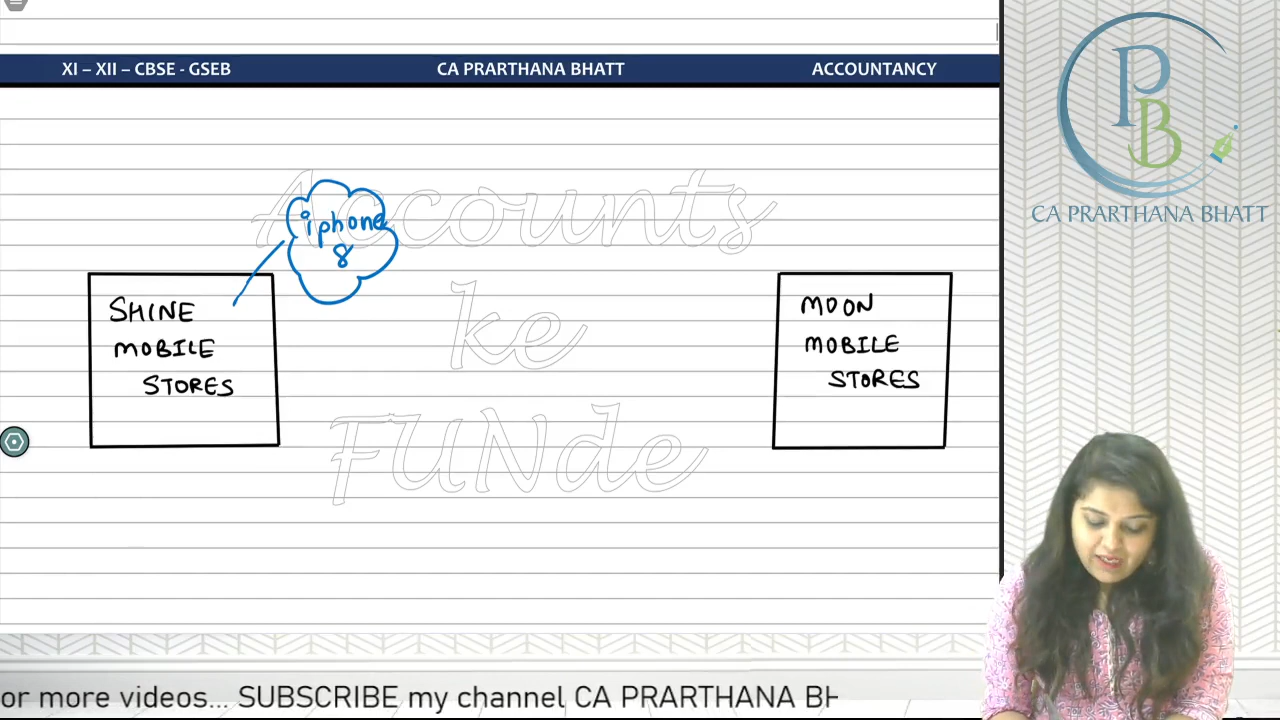 XI – XII – CBSE - GSEB CA PRARTHANA BHATT ACCOUNTANCY
PB
CA PRARTHANA BHATT
Accounts
ke
FUNde
iphone
8
SHINE
MOBILE
STORES
MOON
MOBILE
STORES
or more videos... SUBSCRIBE my channel CA PRARTHANA BH